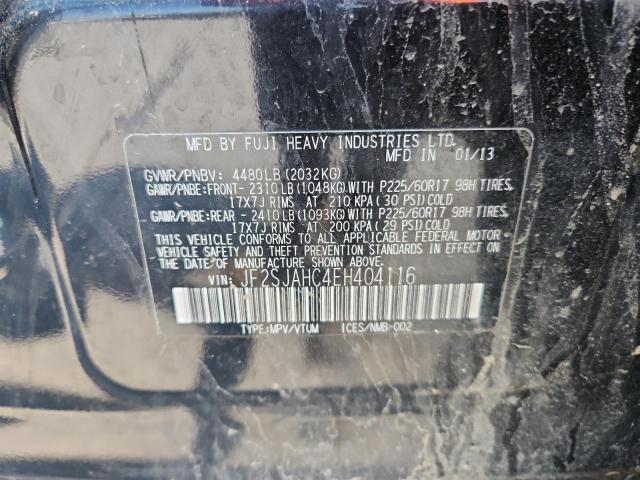 MFD BY FUJI HEAVY INDUSTRIES LTD.
MFD IN 01/13
GVWR/PNBV: 4480LB (2032KG)
GAWR/PNBE:FRONT- 2310 LB (1048KG)WITH P225/60R17 98H TIRES,
17X7J RIMS AT 210 KPA ( 30 PSI) COLD
GAWR/PNBE:REAR - 2410 LB (1093KG) WITH P225/60R17 98H TIRES,
17X7J RIMS AT 200 KPA (29 PSI) COLD
THIS VEHICLE CONFORMS TO ALL APPLICABLE FEDERAL MOTOR
VEHICLE SAFETY AND THEFT PREVENTION STANDARDS IN
EFFECT ON THE DATE OF MANUFACTURE SHOWN ABOVE.
VIN: JF2SJAHC4EH404116
TYPE:MPV/VTUM ICES/NMB-002